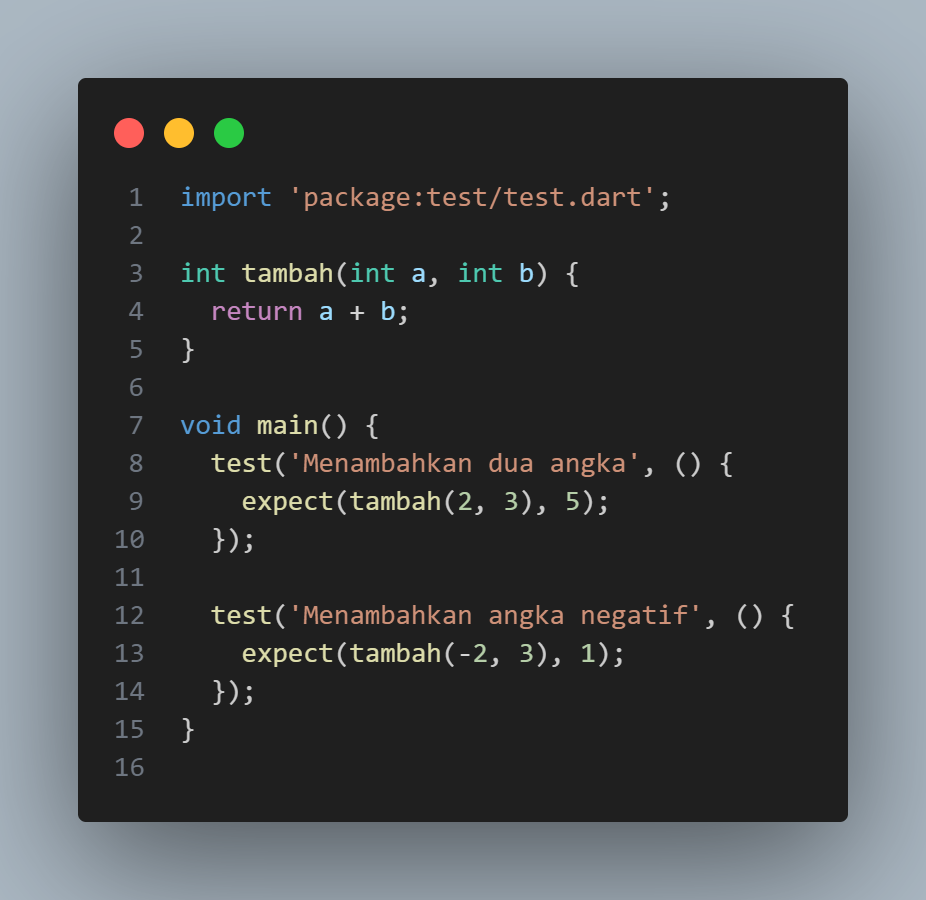 1 import 'package:test/test.dart';
2
3 int tambah(int a, int b) {
4   return a + b;
5 }
6
7 void main() {
8   test('Menambahkan dua angka', () {
9     expect(tambah(2, 3), 5);
10   });
11
12   test('Menambahkan angka negatif', () {
13     expect(tambah(-2, 3), 1);
14   });
15 }
16